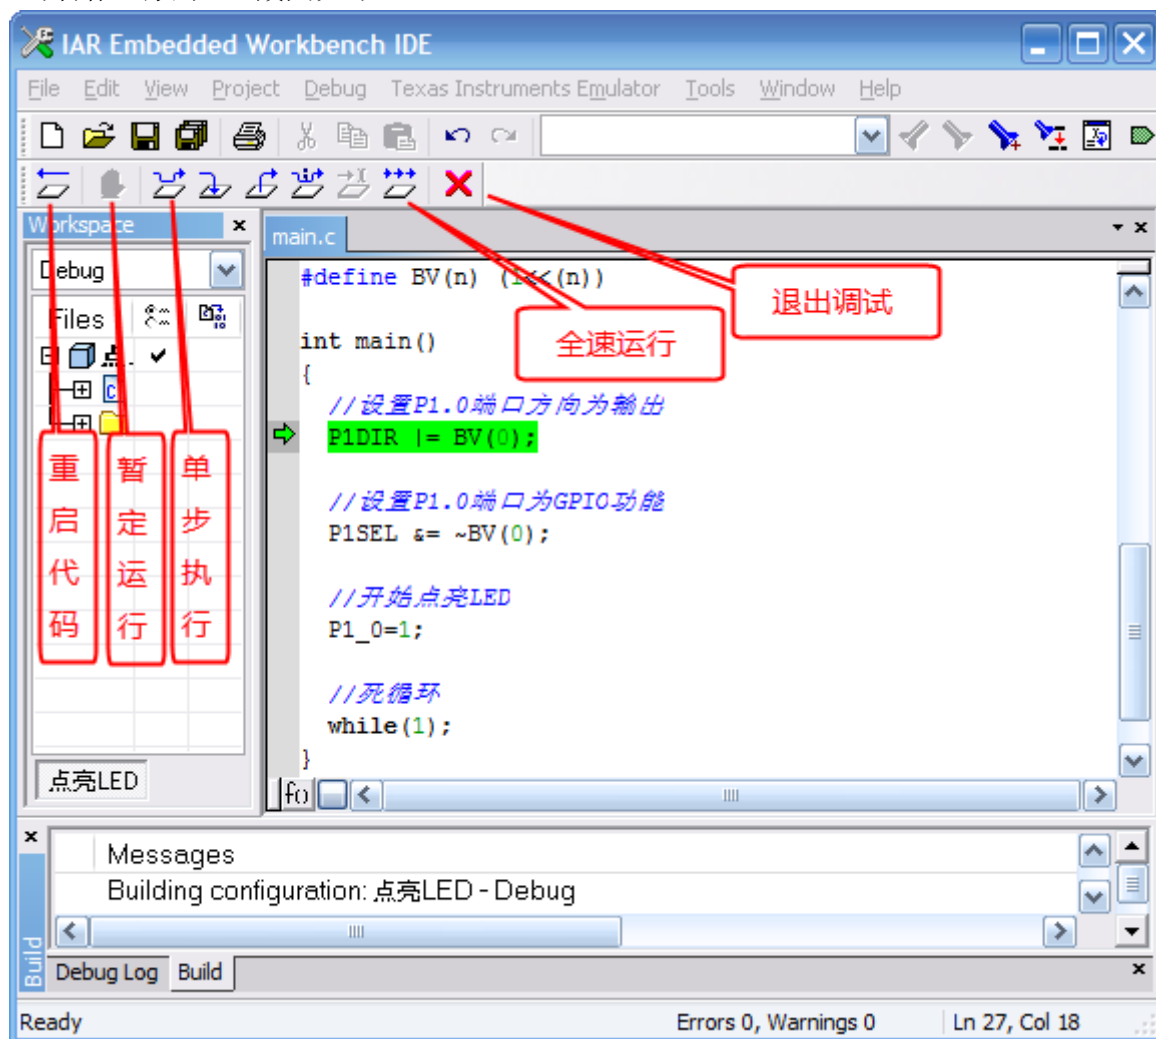 IAR Embedded Workbench IDE
File Edit View Project Debug Texas Instruments Emulator Tools Window Help
Workspace
main.c
Debug
Files
点.
点亮LED
重启代码
暂定运行
单步执行
全速运行
退出调试
#define BV(n) (1<<(n))
int main()
{
//设置P1.0端口方向为输出
P1DIR |= BV(0);
//设置P1.0端口为GPIO功能
P1SEL &= ~BV(0);
//开始点亮LED
P1_0=1;
//死循环
while(1);
}
fo
Messages
Building configuration: 点亮LED - Debug
Build
Debug Log Build
Ready Errors 0, Warnings 0 Ln 27, Col 18